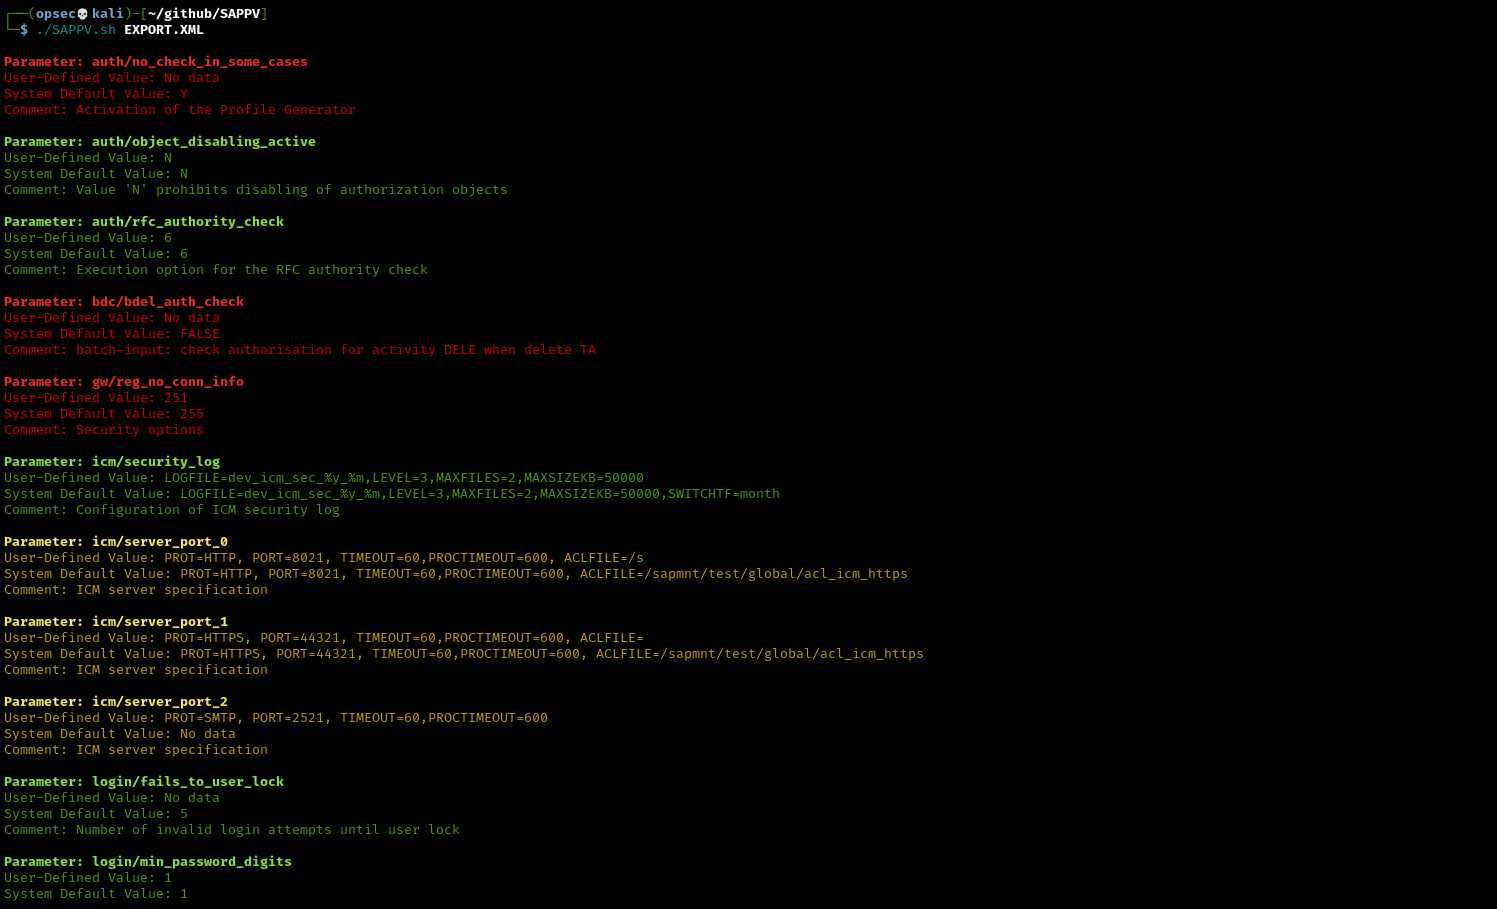 ┌──(opsec💀kali)-[~/github/SAPPV]
└─$ ./SAPPV.sh EXPORT.XML
Parameter: auth/no_check_in_some_cases
User-Defined Value: No data
System Default Value: Y
Comment: Activation of the Profile Generator
Parameter: auth/object_disabling_active
User-Defined Value: N
System Default Value: N
Comment: Value 'N' prohibits disabling of authorization objects
Parameter: auth/rfc_authority_check
User-Defined Value: 6
System Default Value: 6
Comment: Execution option for the RFC authority check
Parameter: bdc/bdel_auth_check
User-Defined Value: No data
System Default Value: FALSE
Comment: batch-input: check authorisation for activity DELE when delete TA
Parameter: gw/reg_no_conn_info
User-Defined Value: 251
System Default Value: 255
Comment: Security options
Parameter: icm/security_log
User-Defined Value: LOGFILE=dev_icm_sec_%y_%m,LEVEL=3,MAXFILES=2,MAXSIZEKB=50000
System Default Value: LOGFILE=dev_icm_sec_%y_%m,LEVEL=3,MAXFILES=2,MAXSIZEKB=50000,SWITCHTF=month
Comment: Configuration of ICM security log
Parameter: icm/server_port_0
User-Defined Value: PROT=HTTP, PORT=8021, TIMEOUT=60,PROCTIMEOUT=600, ACLFILE=/s
System Default Value: PROT=HTTP, PORT=8021, TIMEOUT=60,PROCTIMEOUT=600, ACLFILE=/sapmnt/test/global/acl_icm_https
Comment: ICM server specification
Parameter: icm/server_port_1
User-Defined Value: PROT=HTTPS, PORT=44321, TIMEOUT=60,PROCTIMEOUT=600, ACLFILE=
System Default Value: PROT=HTTPS, PORT=44321, TIMEOUT=60,PROCTIMEOUT=600, ACLFILE=/sapmnt/test/global/acl_icm_https
Comment: ICM server specification
Parameter: icm/server_port_2
User-Defined Value: PROT=SMTP, PORT=2521, TIMEOUT=60,PROCTIMEOUT=600
System Default Value: No data
Comment: ICM server specification
Parameter: login/fails_to_user_lock
User-Defined Value: No data
System Default Value: 5
Comment: Number of invalid login attempts until user lock
Parameter: login/min_password_digits
User-Defined Value: 1
System Default Value: 1